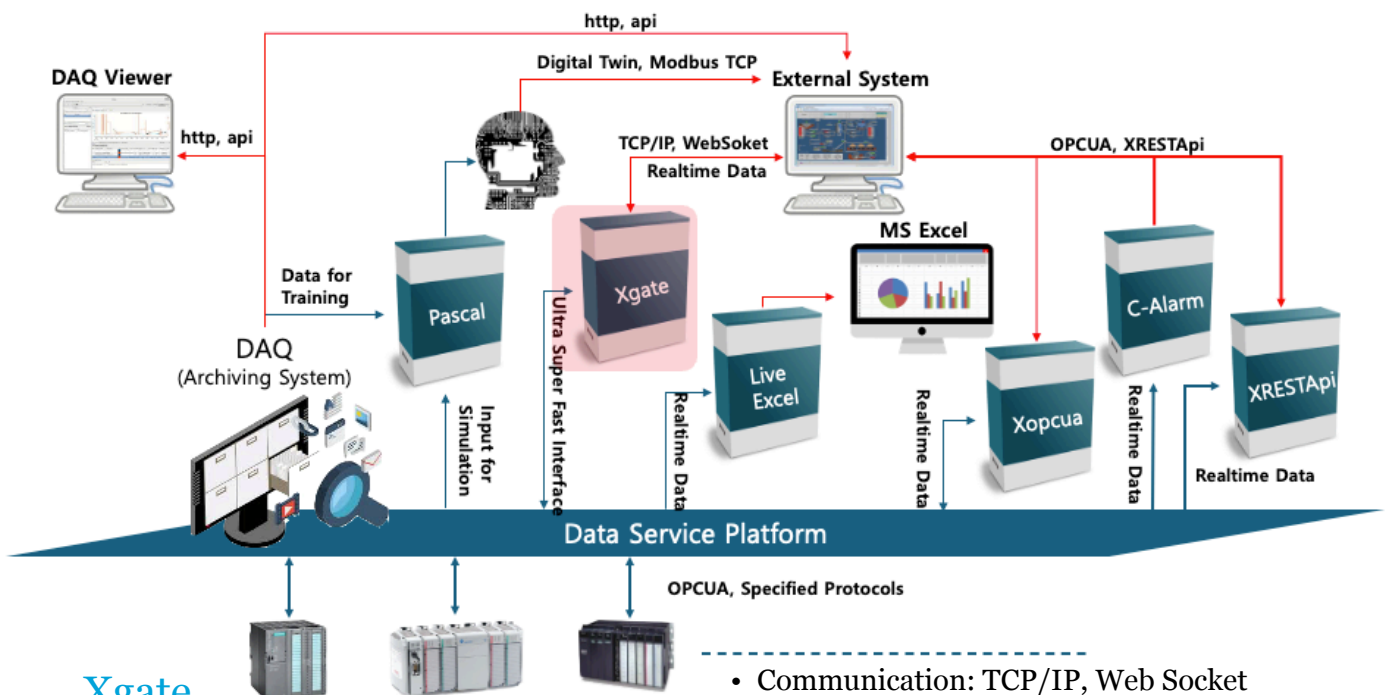 http, api
Digital Twin, Modbus TCP
DAQ Viewer
External System
http, api
TCP/IP, WebSoket
Realtime Data
OPCUA, XRESTApi
MS Excel
Data for
Training
Pascal
Xgate
C-Alarm
Live
Excel
XRESTApi
Xopcua
DAQ
(Archiving System)
Input for
Simulation
Ultra Super Fast Interface
Realtime Data
Realtime Data
Realtime Data
Realtime Data
Data Service Platform
OPCUA, Specified Protocols
Xgate
• Communication: TCP/IP, Web Socket